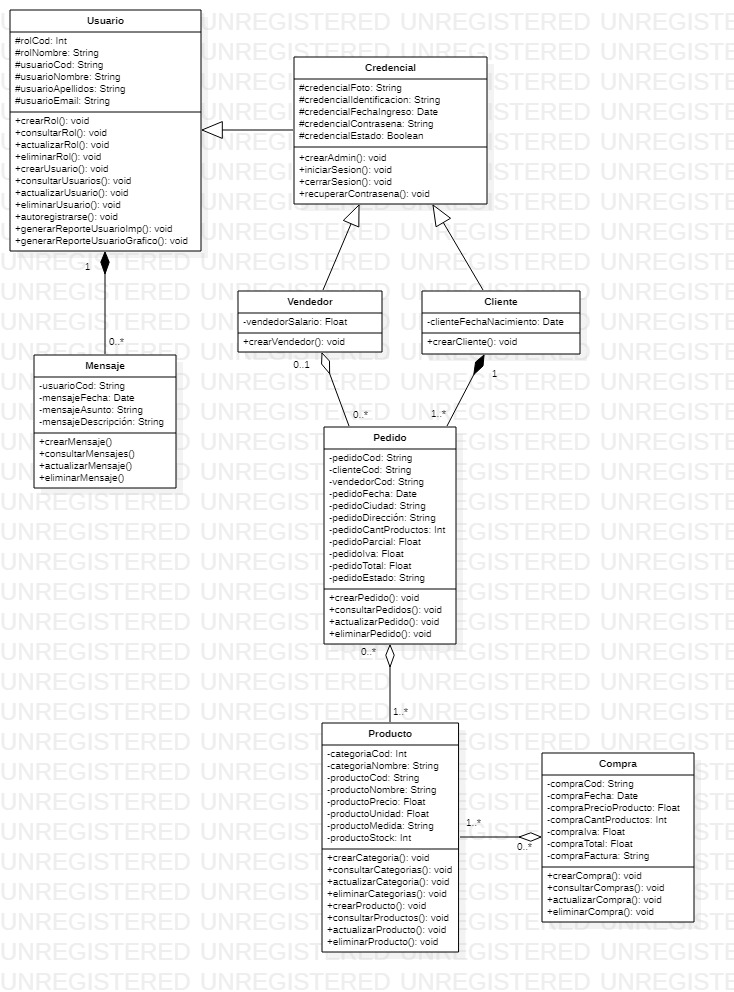 Usuario
#rolCod: Int
#rolNombre: String
#usuarioCod: String
#usuarioNombre: String
#usuarioApellidos: String
#usuarioEmail: String
+crearRol(): void
+consultarRol(): void
+actualizarRol(): void
+eliminarRol(): void
+crearUsuario(): void
+consultarUsuarios(): void
+actualizarUsuario(): void
+eliminarUsuario(): void
+autoregistrarse(): void
+generarReporteUsuarioImp(): void
+generarReporteUsuarioGrafico(): void
Credencial
#credencialFoto: String
#credencialIdentificacion: String
#credencialFechaIngreso: Date
#credencialContrasena: String
#credencialEstado: Boolean
+crearAdmin(): void
+iniciarSesion(): void
+cerrarSesion(): void
+recuperarContrasena(): void
1
0..*
Vendedor
-vendedorSalario: Float
+crearVendedor(): void
Cliente
-clienteFechaNacimiento: Date
+crearCliente(): void
Mensaje
-usuarioCod: String
-mensajeFecha: Date
-mensajeAsunto: String
-mensajeDescripción: String
+crearMensaje()
+consultarMensajes()
+actualizarMensaje()
+eliminarMensaje()
0..1
0..*
1
1..*
Pedido
-pedidoCod: String
-clienteCod: String
-vendedorCod: String
-pedidoFecha: Date
-pedidoCiudad: String
-pedidoDirección: String
-pedidoCantProductos: Int
-pedidoParcial: Float
-pedidoIva: Float
-pedidoTotal: Float
-pedidoEstado: String
+crearPedido(): void
+consultarPedidos(): void
+actualizarPedido(): void
+eliminarPedido(): void
0..*
1..*
Producto
-categoriaCod: Int
-categoriaNombre: String
-productoCod: String
-productoNombre: String
-productoPrecio: Float
-productoUnidad: Float
-productoMedida: String
-productoStock: Int
+crearCategoria(): void
+consultarCategorias(): void
+actualizarCategoria(): void
+eliminarCategorias(): void
+crearProducto(): void
+consultarProductos(): void
+actualizarProducto(): void
+eliminarProducto(): void
1..*
0..*
Compra
-compraCod: String
-compraFecha: Date
-compraPrecioProducto: Float
-compraCantProductos: Int
-compraIva: Float
-compraTotal: Float
-compraFactura: String
+crearCompra(): void
+consultarCompras(): void
+actualizarCompra(): void
+eliminarCompra(): void
UNREGISTERED